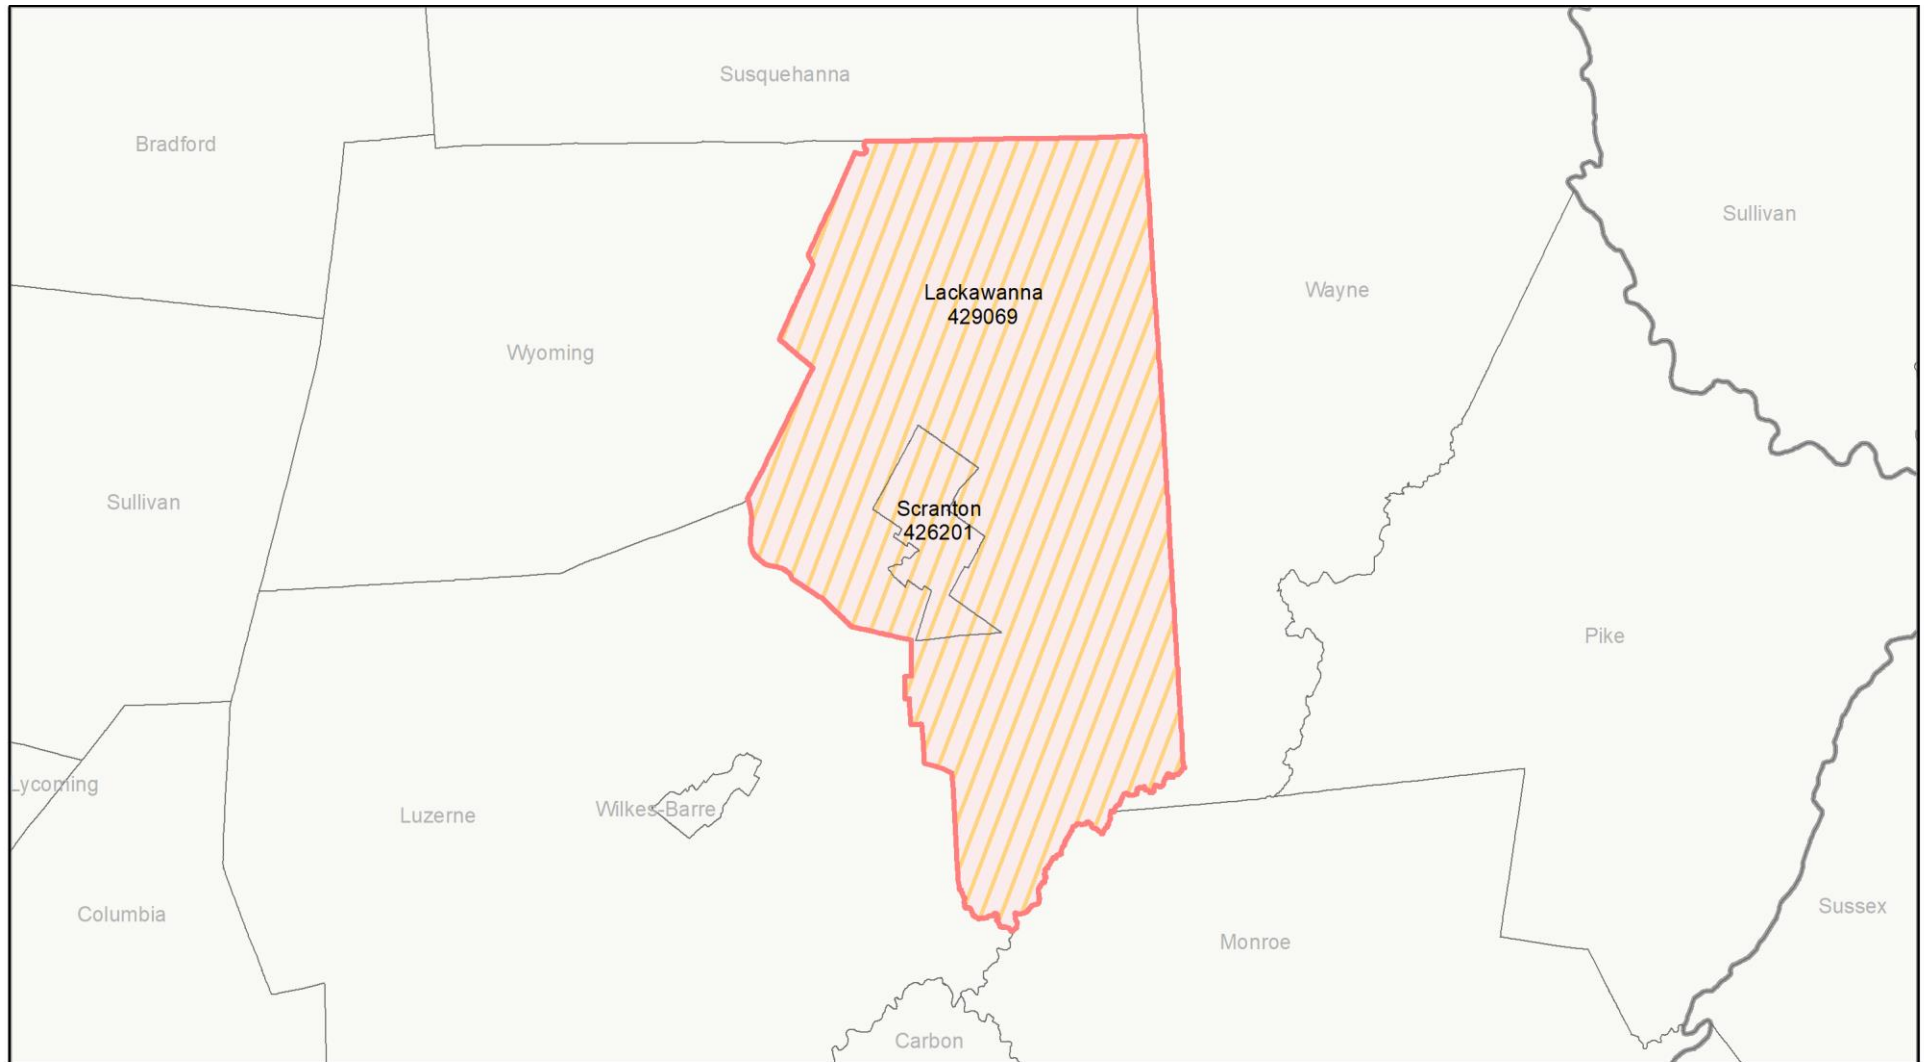 Susquehanna
Bradford
Sullivan
Lackawanna
429069
Wayne
Wyoming
Sullivan
Scranton
426201
Pike
Lycoming
Luzerne
Wilkes-Barre
Columbia
Sussex
Monroe
Carbon